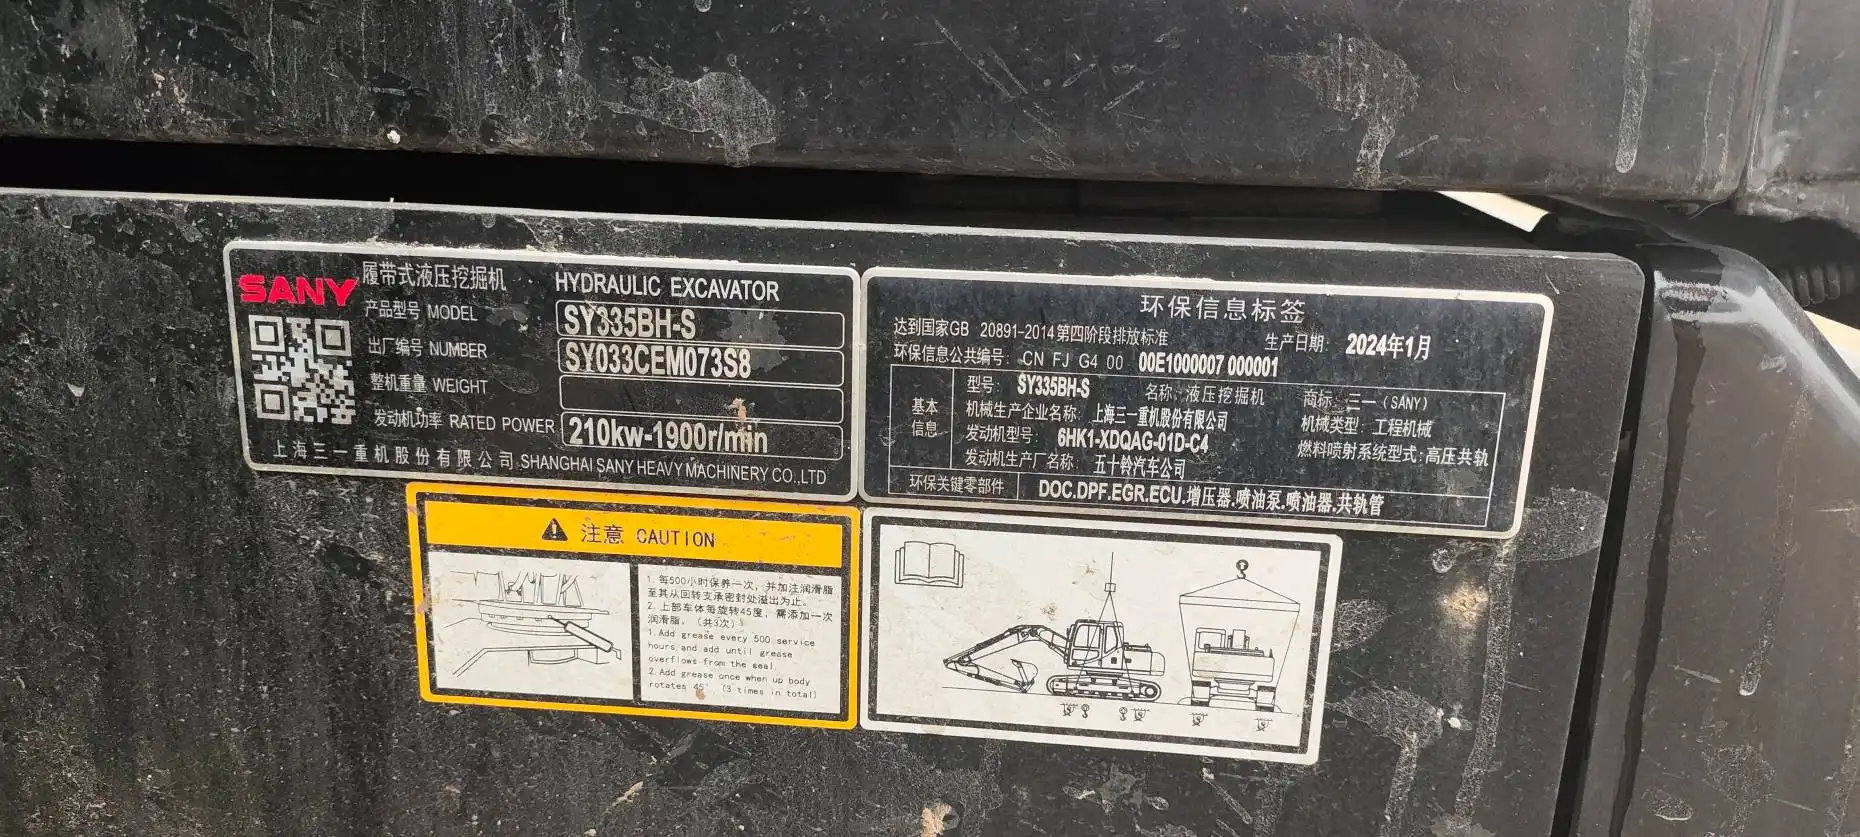 SANY
履带式液压挖掘机 HYDRAULIC EXCAVATOR
产品型号 MODEL SY335BH-S
出厂编号 NUMBER SY033CEM073S8
整机重量 WEIGHT
发动机功率 RATED POWER 210kw-1900r/min
上海三一重机股份有限公司 SHANGHAI SANY HEAVY MACHINERY CO.,LTD
环保信息标签
达到国家GB 20891-2014第四阶段排放标准 生产日期: 2024年1月
环保信息公共编号: CN FJ G4 00 00E1000007 000001
基本信息
型号: SY335BH-S 名称: 液压挖掘机 商标: 三一(SANY)
机械生产企业名称: 上海三一重机股份有限公司 机械类型: 工程机械
发动机型号: 6HK1-XDQAG-01D-C4 燃料喷射系统型式: 高压共轨
发动机生产厂名称: 五十铃汽车公司
环保关键零部件 DOC.DPF.EGR.ECU.增压器.喷油泵.喷油器.共轨管
注意 CAUTION
1. 每500小时保养一次, 并加注润滑脂
至其从回转支承密封处溢出为止。
2. 上部车体每旋转45度, 需添加一次
润滑脂。(共3次)
1. Add grease every 500 service
hours and add until grease
overflows from the seal.
2. Add grease once when up body
rotates 45° (3 times in total)